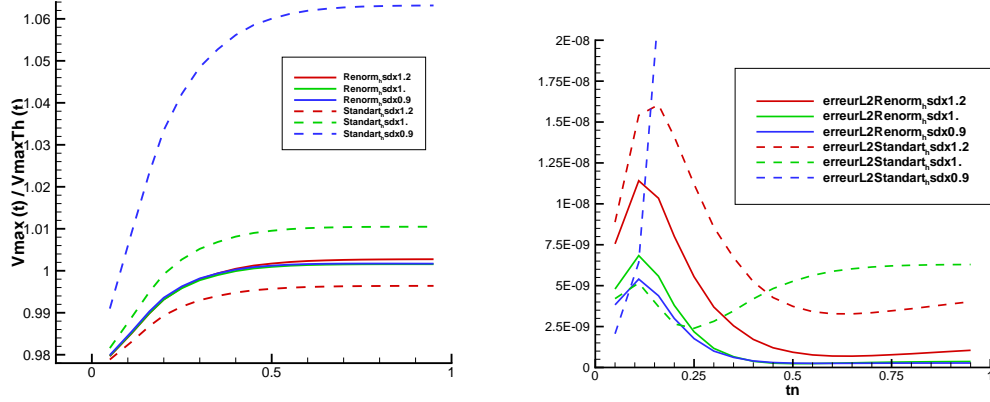 Vmax (t) / VmaxTh (t)
1.06
1.05
1.04
1.03
1.02
1.01
1
0.99
0.98
0
0.5
1
Renorm_hsdx1.2
Renorm_hsdx1.
Renorm_hsdx0.9
Standart_hsdx1.2
Standart_hsdx1.
Standart_hsdx0.9
2E-08
1.75E-08
1.5E-08
1.25E-08
1E-08
7.5E-09
5E-09
2.5E-09
0
0
0.25
0.5
0.75
1
tn
erreurL2Renorm_hsdx1.2
erreurL2Renorm_hsdx1.
erreurL2Renorm_hsdx0.9
erreurL2Standart_hsdx1.2
erreurL2Standart_hsdx1.
erreurL2Standart_hsdx0.9